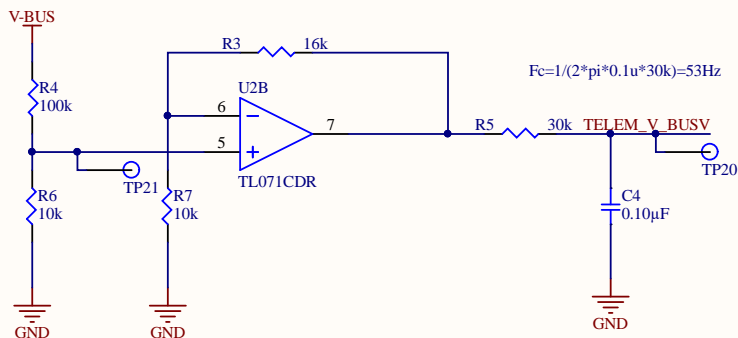 V-BUS
R3 16k
Fc=1/(2*pi*0.1u*30k)=53Hz
R4
100k
U2B
6
7
5
R5 30k TELEM_V_BUSV
TP21
TL071CDR
TP20
R6
10k
R7
10k
C4
0.10µF
GND
GND
GND